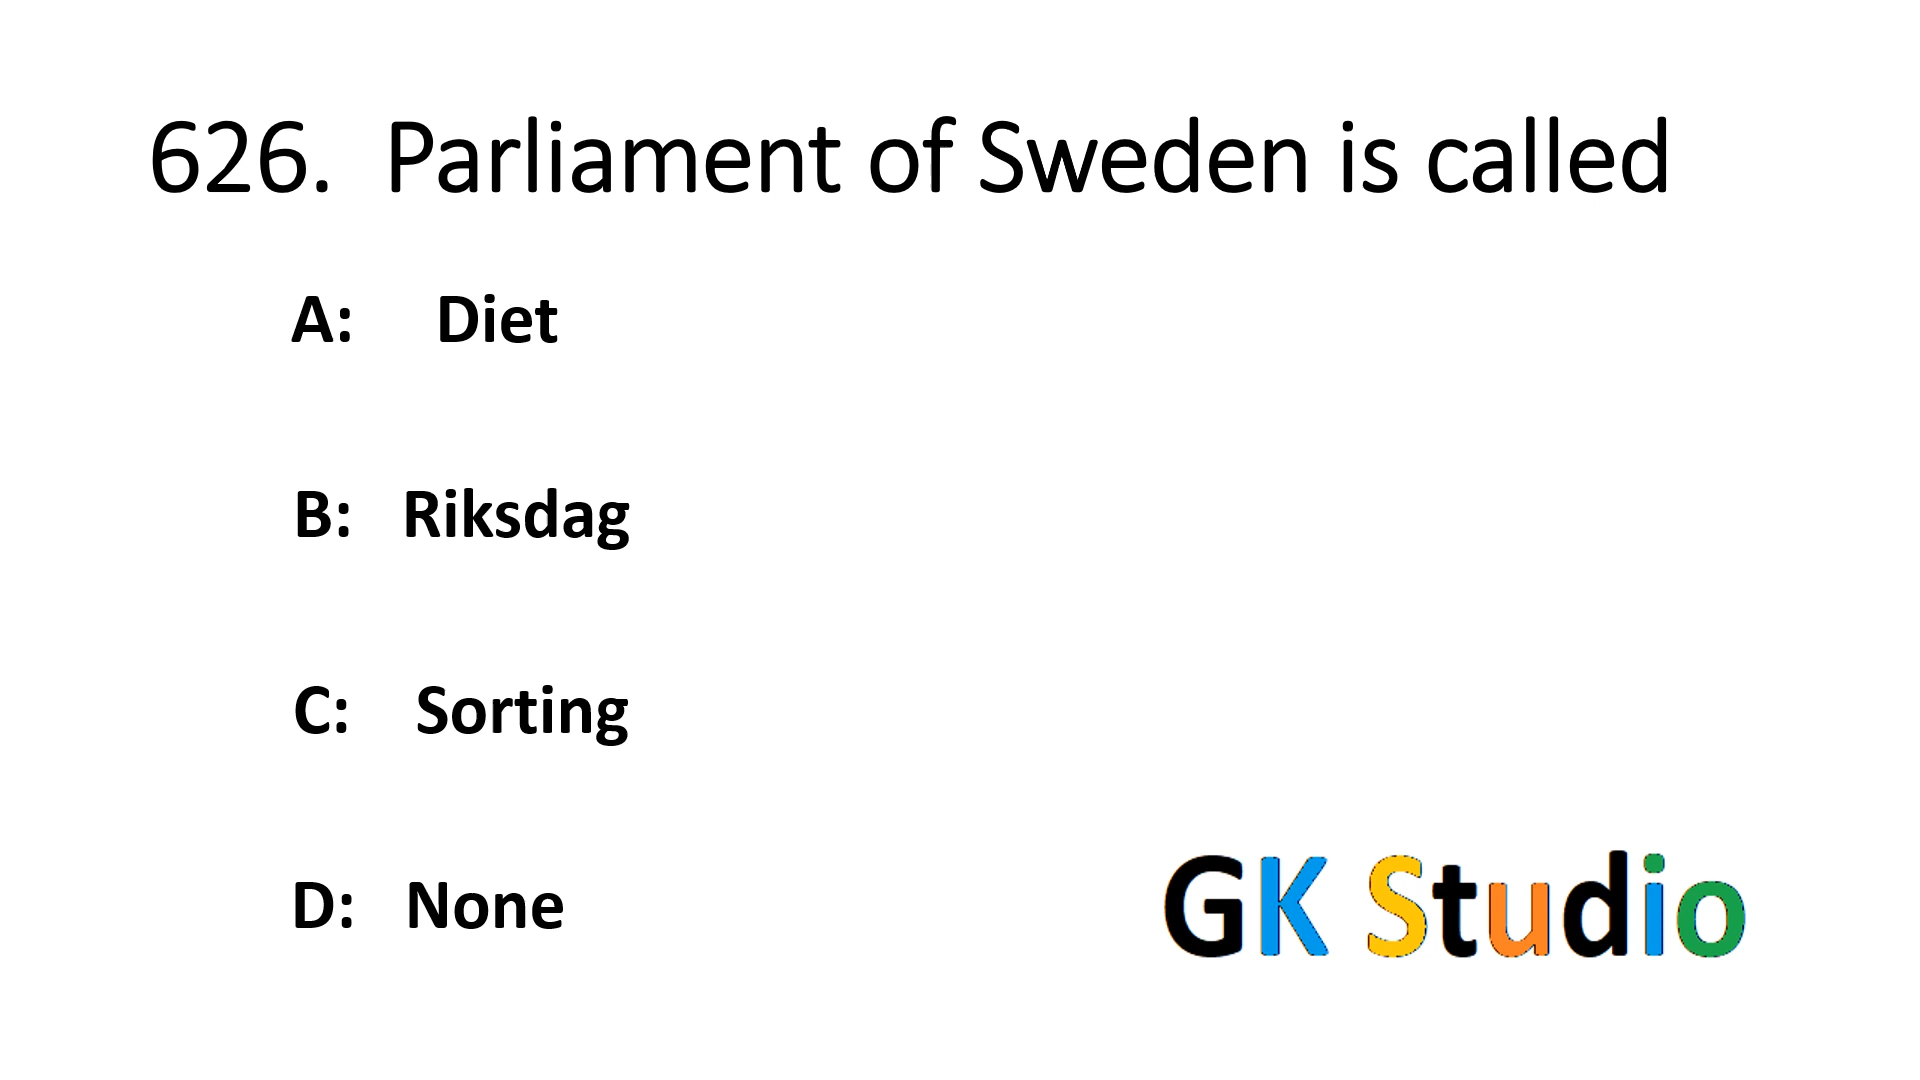 626. Parliament of Sweden is called
A: Diet
B: Riksdag
C: Sorting
D: None
GK Studio